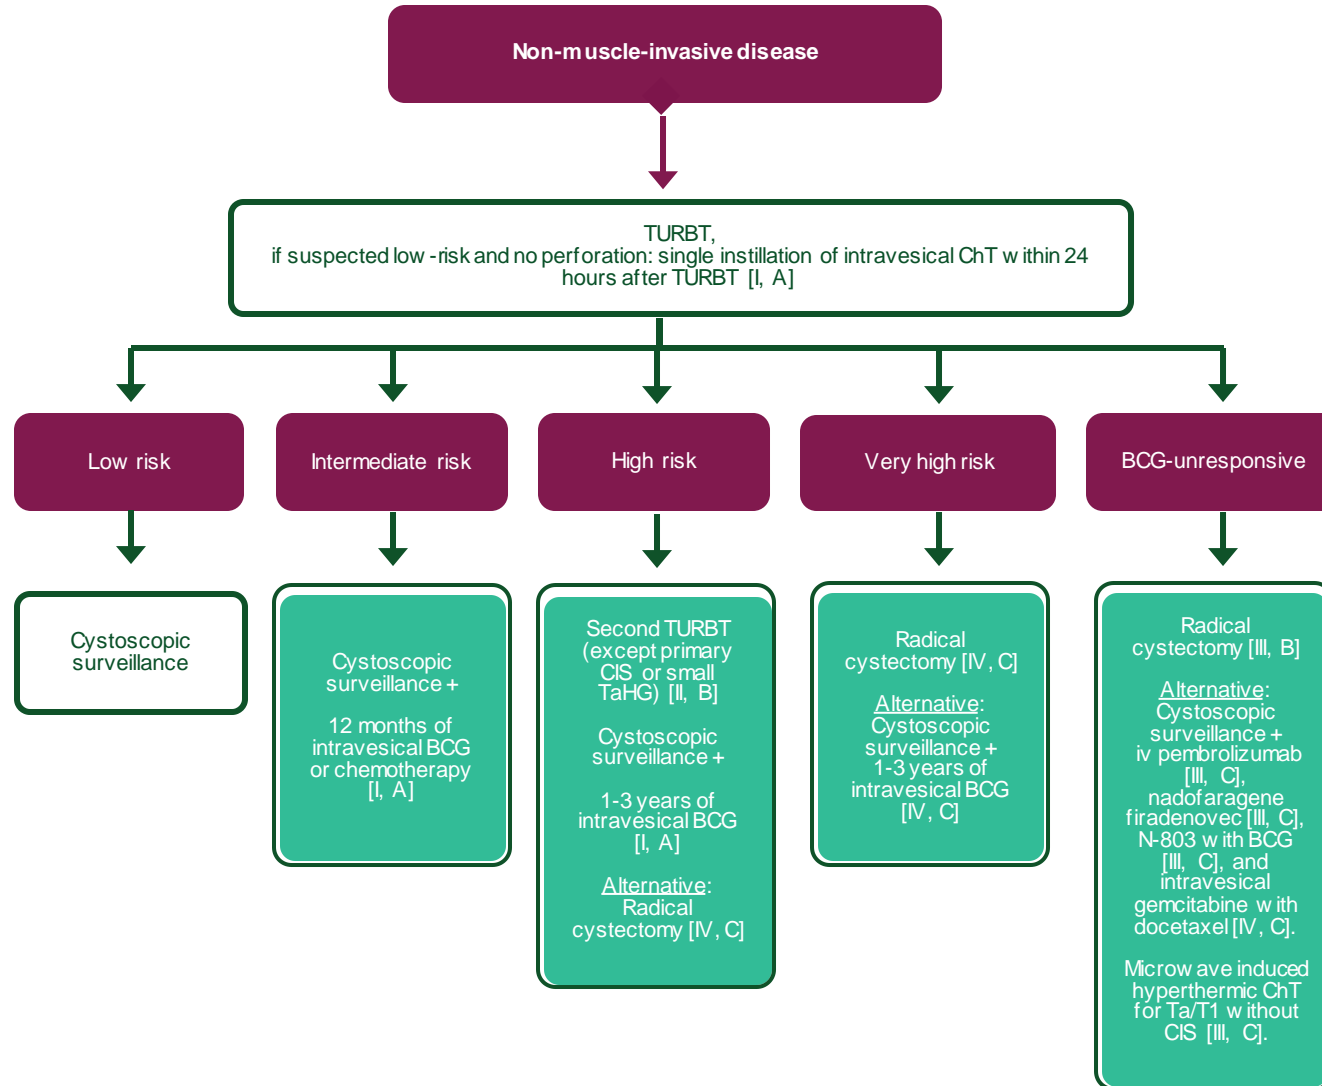 Non-muscle-invasive disease
TURBT,
if suspected low-risk and no perforation: single instillation of intravesical ChT within 24
hours after TURBT [I, A]
Low risk
Intermediate risk
High risk
Very high risk
BCG-unresponsive
Cystoscopic
surveillance
Cystoscopic
surveillance +
12 months of
intravesical BCG
or chemotherapy
[I, A]
Second TURBT
(except primary
CIS or small
TaHG) [II, B]
Cystoscopic
surveillance +
1-3 years of
intravesical BCG
[I, A]
Alternative:
Radical
cystectomy [IV, C]
Radical
cystectomy [IV, C]
Alternative:
Cystoscopic
surveillance +
1-3 years of
intravesical BCG
[IV, C]
Radical
cystectomy [III, B]
Alternative:
Cystoscopic
surveillance +
iv pembrolizumab
[III, C],
nadofaragene
firadenovec [III, C],
N-803 with BCG
[III, C], and
intravesical
gemcitabine with
docetaxel [IV, C].
Microwave induced
hyperthermic ChT
for Ta/T1 without
CIS [III, C].